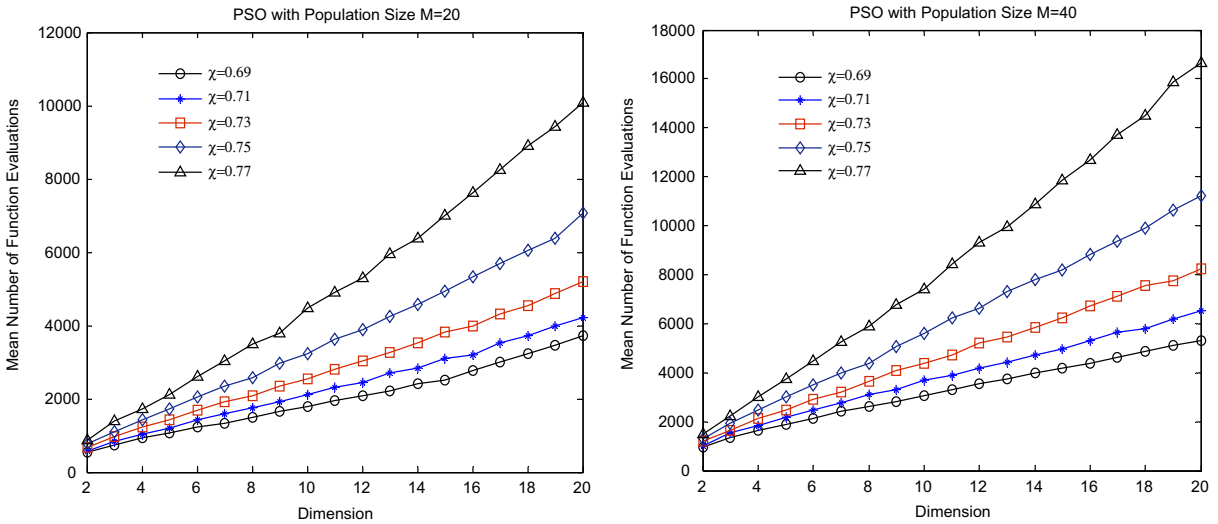 PSO with Population Size M=20
Mean Number of Function Evaluations
12000
10000
8000
6000
4000
2000
0
χ=0.69
χ=0.71
χ=0.73
χ=0.75
χ=0.77
2 4 6 8 10 12 14 16 18 20
Dimension
PSO with Population Size M=40
Mean Number of Function Evaluations
18000
16000
14000
12000
10000
8000
6000
4000
2000
0
χ=0.69
χ=0.71
χ=0.73
χ=0.75
χ=0.77
2 4 6 8 10 12 14 16 18 20
Dimension